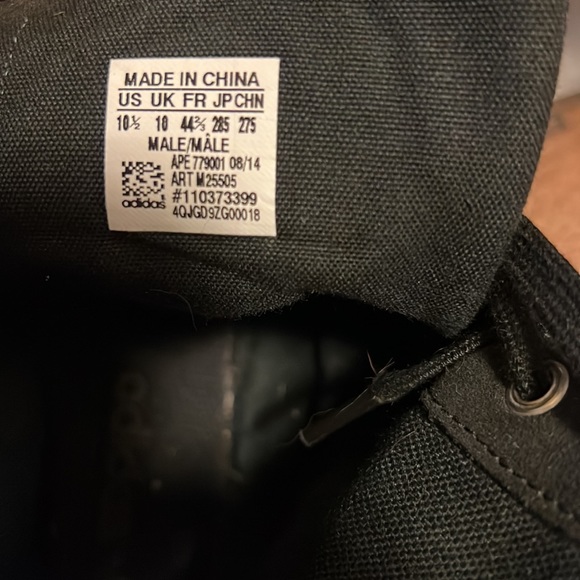 MADE IN CHINA
US UK FR JP CHN
10½ 10 44⅔ 285 275
MALE/MÂLE
APE 779001 08/14
ART M25505
#110373399
adidas
4QJGD9ZG00018